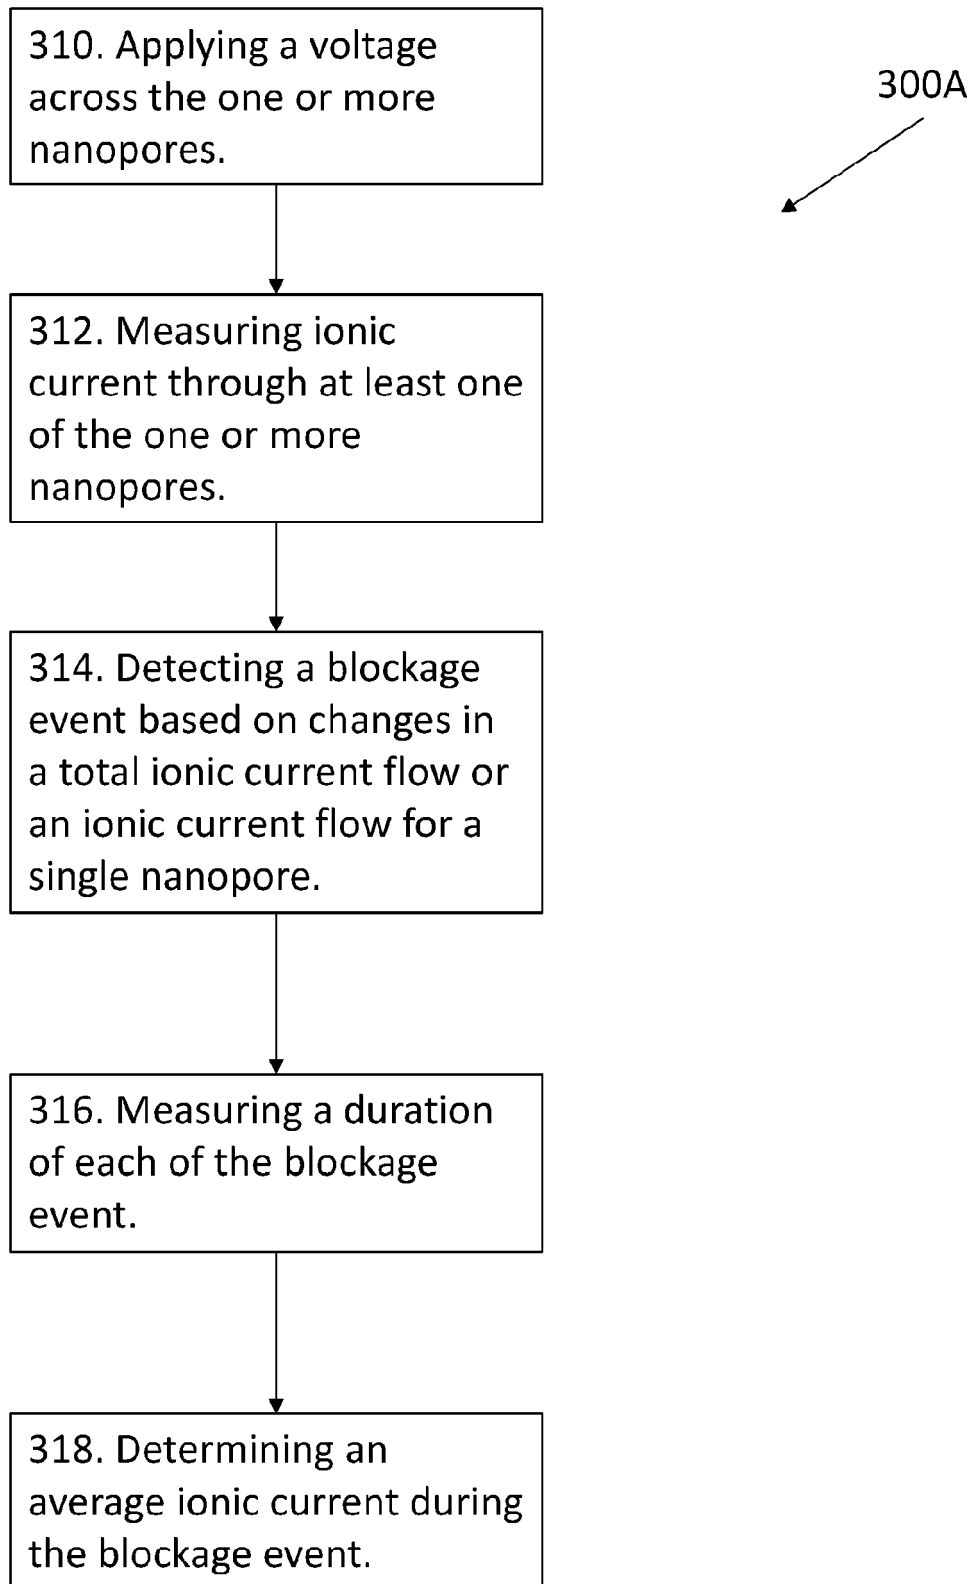 310. Applying a voltage
across the one or more
nanopores.
300A
312. Measuring ionic
current through at least one
of the one or more
nanopores.
314. Detecting a blockage
event based on changes in
a total ionic current flow or
an ionic current flow for a
single nanopore.
316. Measuring a duration
of each of the blockage
event.
318. Determining an
average ionic current during
the blockage event.